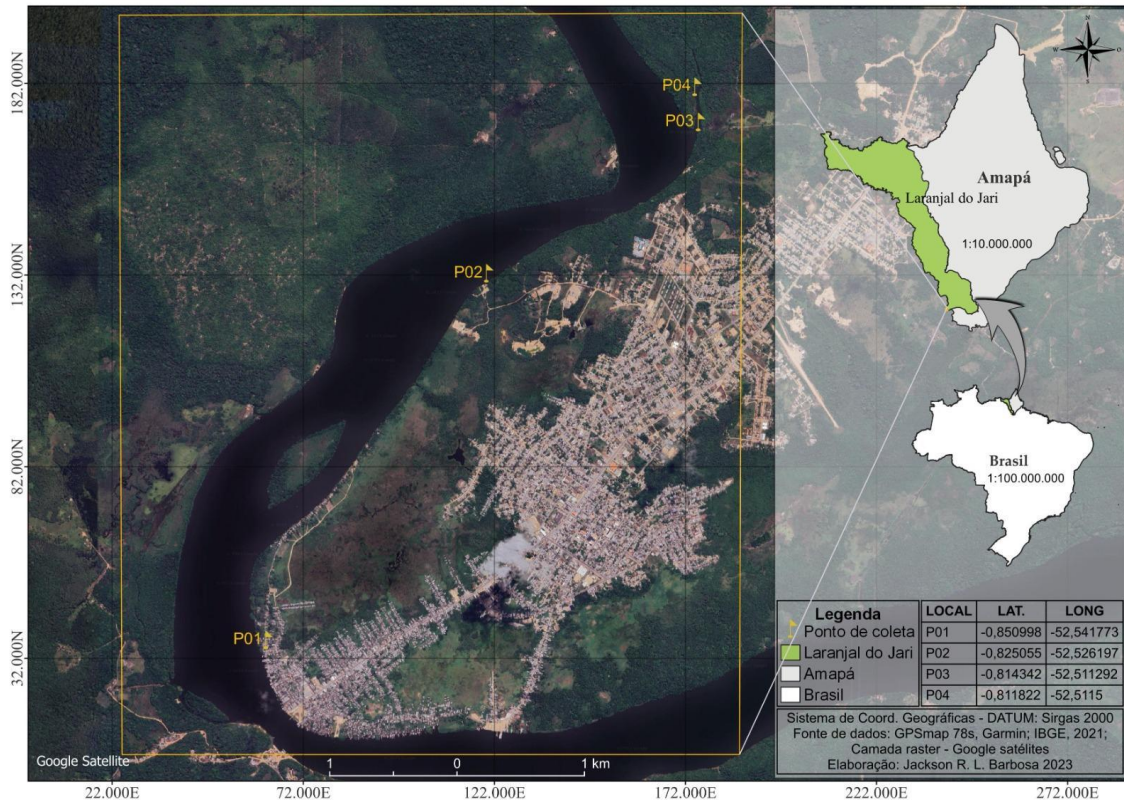 182.000N
132.000N
82.000N
32.000N
22.000E
72.000E
122.000E
172.000E
222.000E
272.000E
P04
P03
P02
P01
Google Satellite
1 0 1 km
N
W O
S
Amapá
Laranjal do Jari
1:10.000.000
Brasil
1:100.000.000
Legenda
Ponto de coleta
Laranjal do Jari
Amapá
Brasil
LOCAL LAT. LONG
P01 -0,850998 -52,541773
P02 -0,825055 -52,526197
P03 -0,814342 -52,511292
P04 -0,811822 -52,5115
Sistema de Coord. Geográficas - DATUM: Sirgas 2000
Fonte de dados: GPSmap 78s, Garmin; IBGE, 2021;
Camada raster - Google satélites
Elaboração: Jackson R. L. Barbosa 2023